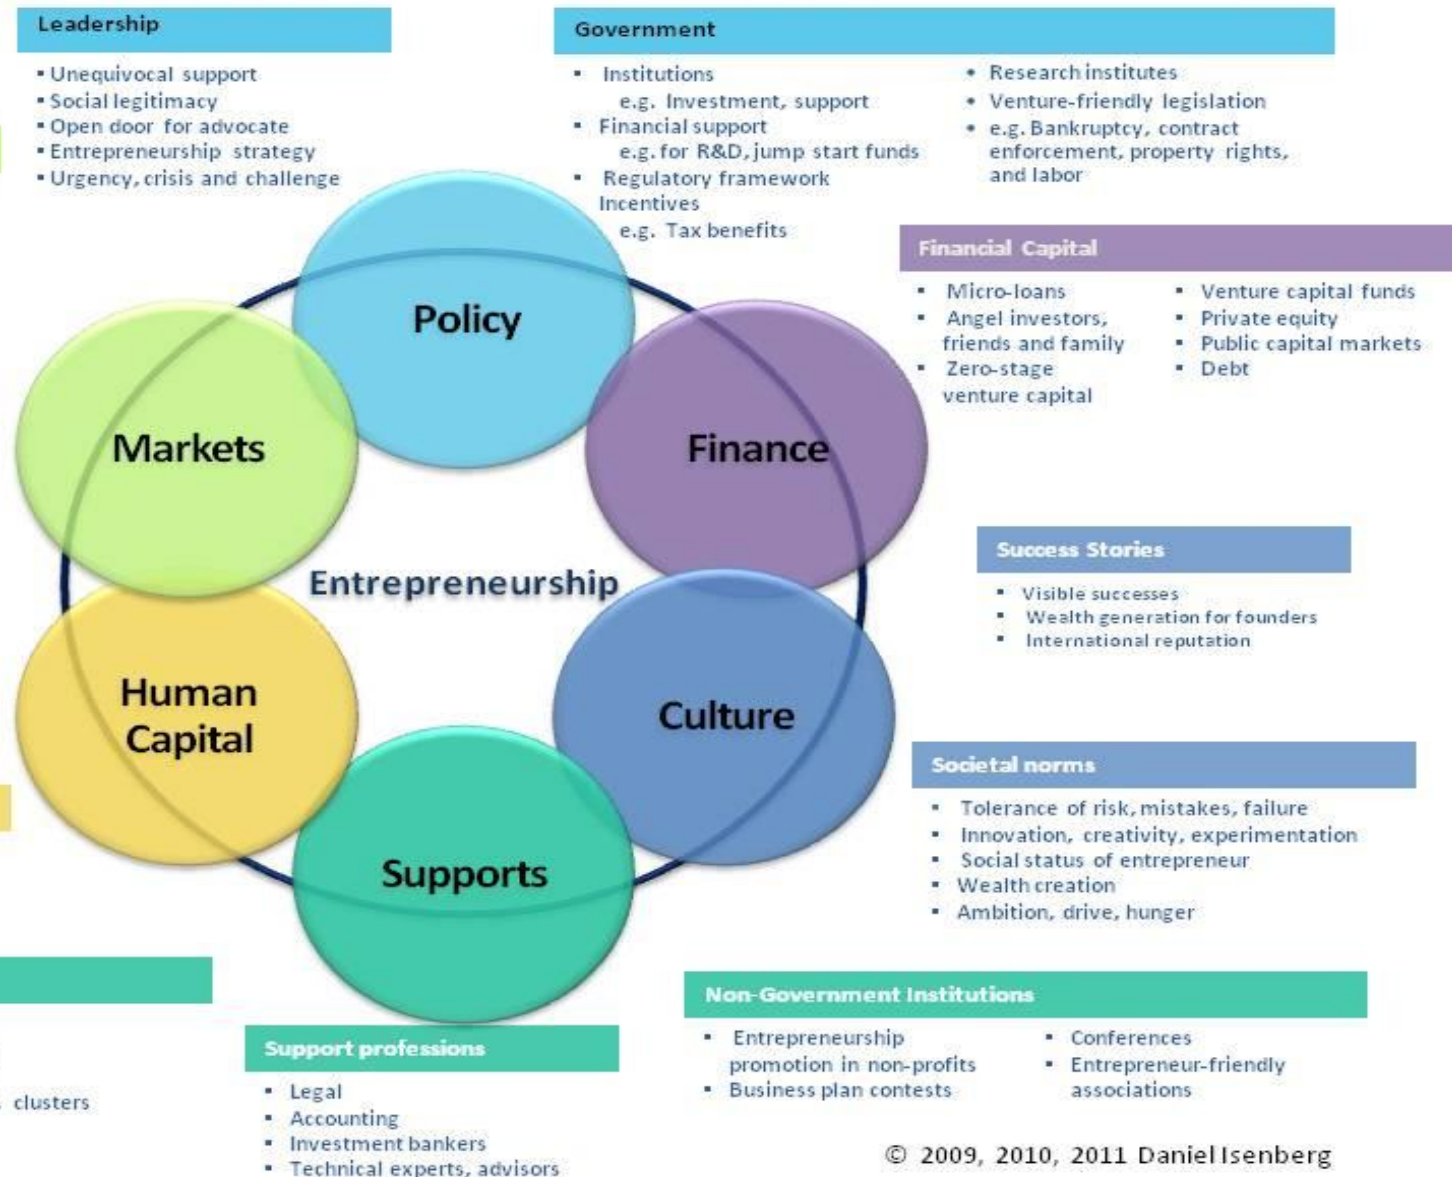 Leadership
Unequivocal support
Social legitimacy
Open door for advocate
Entrepreneurship strategy
Urgency, crisis and challenge
Government
Institutions
e.g. Investment, support
Financial support
e.g. for R&D, jump start funds
Regulatory framework
Incentives
e.g. Tax benefits
Research institutes
Venture-friendly legislation
e.g. Bankruptcy, contract
enforcement, property rights,
and labor
Financial Capital
Micro-loans
Angel investors,
friends and family
Zero-stage
venture capital
Venture capital funds
Private equity
Public capital markets
Debt
Policy
Markets
Finance
Entrepreneurship
Human
Capital
Culture
Supports
Success Stories
Visible successes
Wealth generation for founders
International reputation
Societal norms
Tolerance of risk, mistakes, failure
Innovation, creativity, experimentation
Social status of entrepreneur
Wealth creation
Ambition, drive, hunger
clusters
Support professions
Legal
Accounting
Investment bankers
Technical experts, advisors
Non-Government Institutions
Entrepreneurship
promotion in non-profits
Business plan contests
Conferences
Entrepreneur-friendly
associations
© 2009, 2010, 2011 Daniel Isenberg